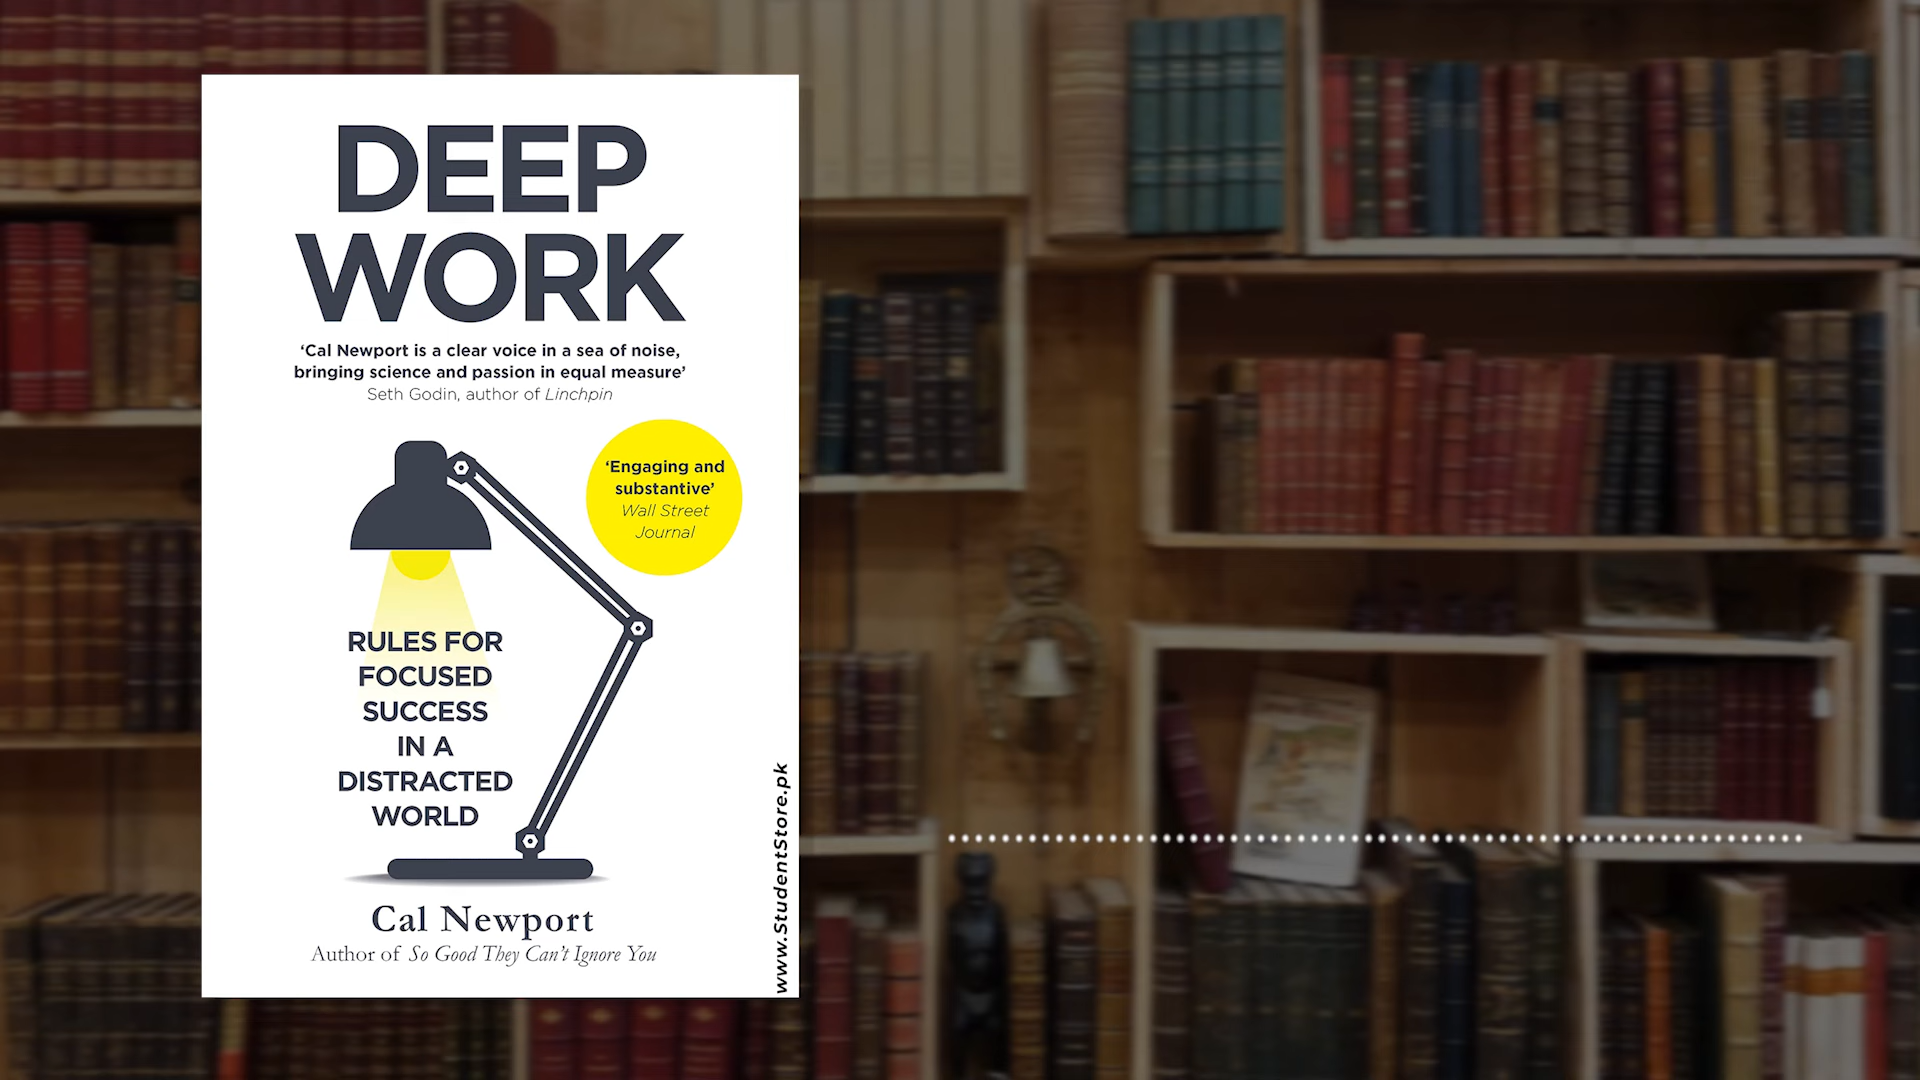 DEEP
WORK
‘Cal Newport is a clear voice in a sea of noise,
bringing science and passion in equal measure’
Seth Godin, author of Linchpin
‘Engaging and
substantive’
Wall Street
Journal
RULES FOR
FOCUSED
SUCCESS
IN A
DISTRACTED
WORLD
Cal Newport
Author of So Good They Can’t Ignore You
www.StudentStore.pk